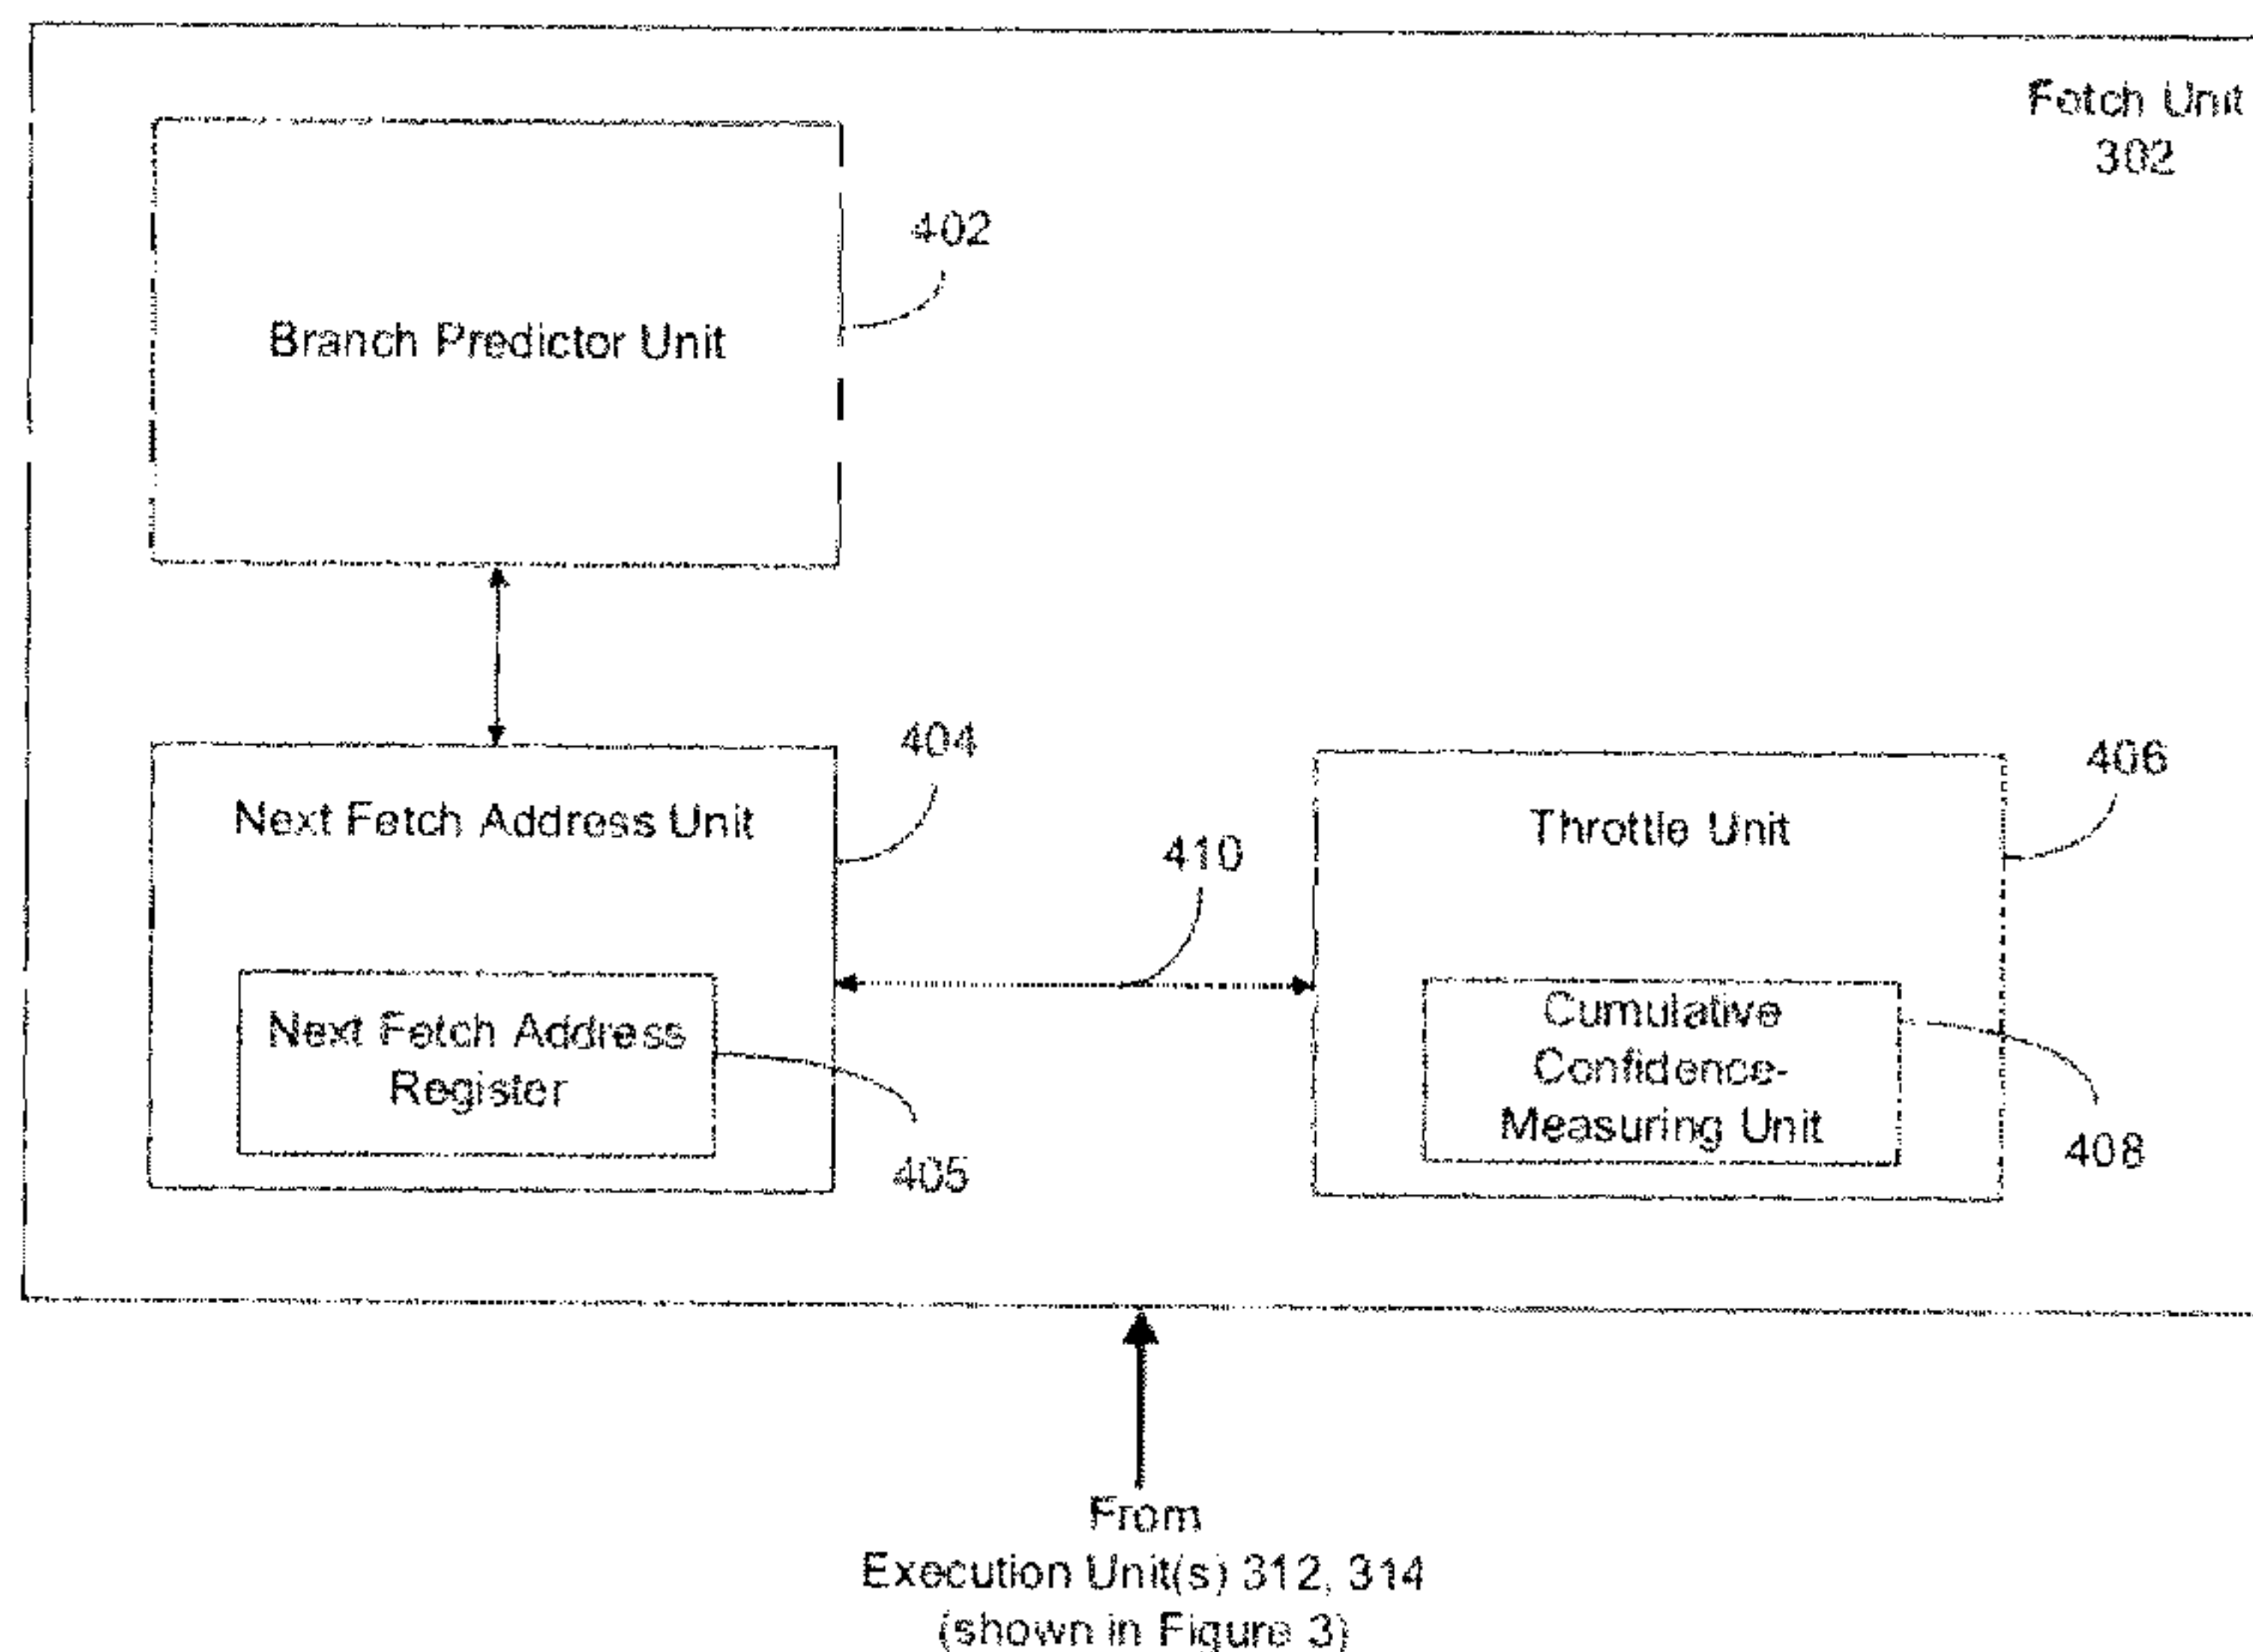 Fetch Unit
302
402
Branch Predictor Unit
404
406
Next Fetch Address Unit
Throttle Unit
410
Next Fetch Address
Register
Cumulative
Confidence-
Measuring Unit
405
408
From
Execution Unit(s) 312, 314
(shown in Figure 3)